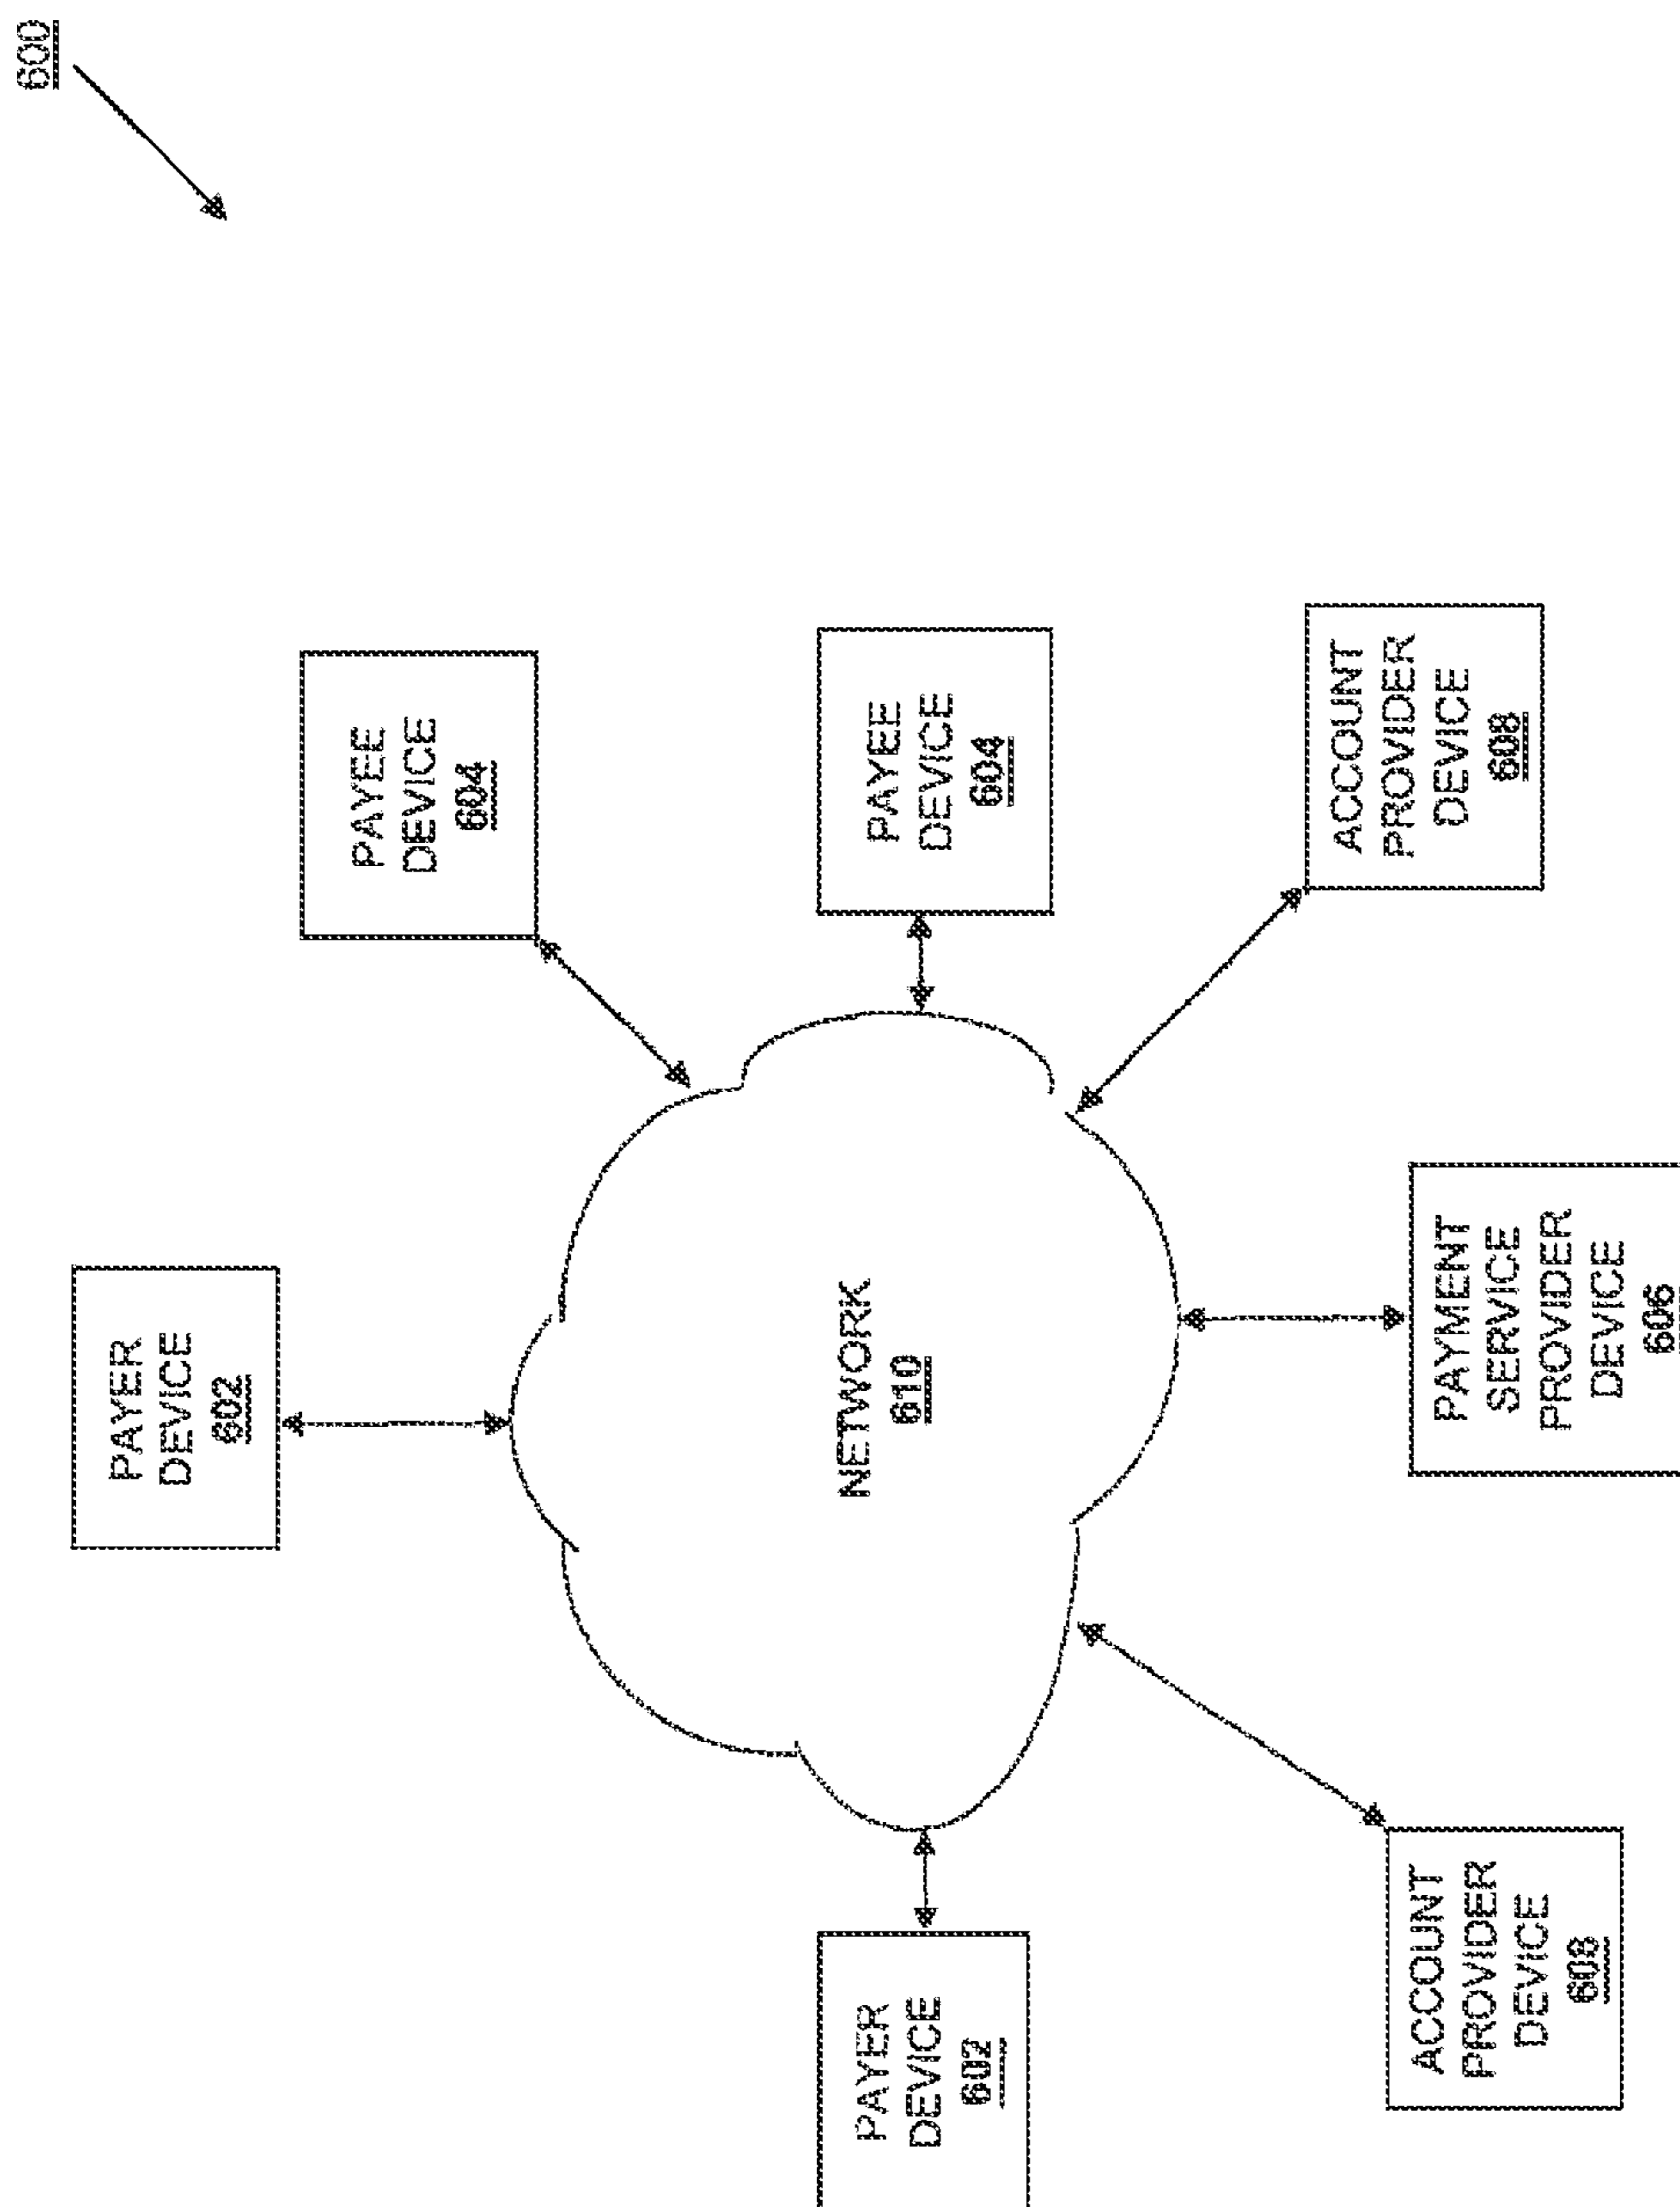 600
PAYER
DEVICE
602
PAYEE
DEVICE
604
PAYER
DEVICE
602
NETWORK
610
PAYEE
DEVICE
604
ACCOUNT
PROVIDER
DEVICE
608
PAYMENT
SERVICE
PROVIDER
DEVICE
606
ACCOUNT
PROVIDER
DEVICE
608